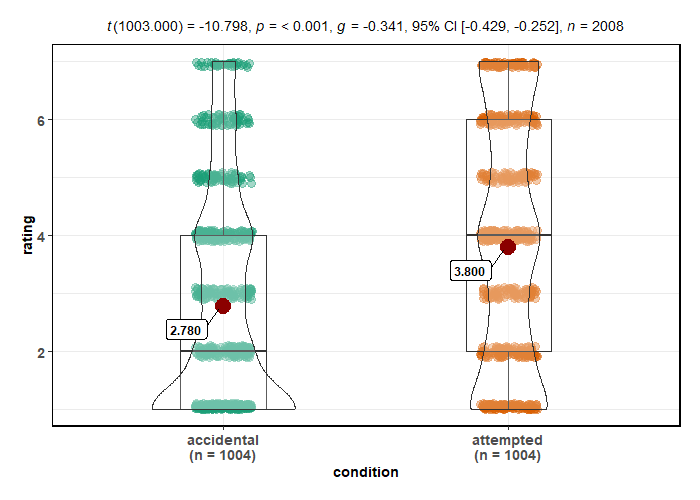 t(1003.000) = -10.798, p = < 0.001, g = -0.341, 95% CI [-0.429, -0.252], n = 2008
6
4
2
rating
2.780
3.800
accidental
(n = 1004)
attempted
(n = 1004)
condition